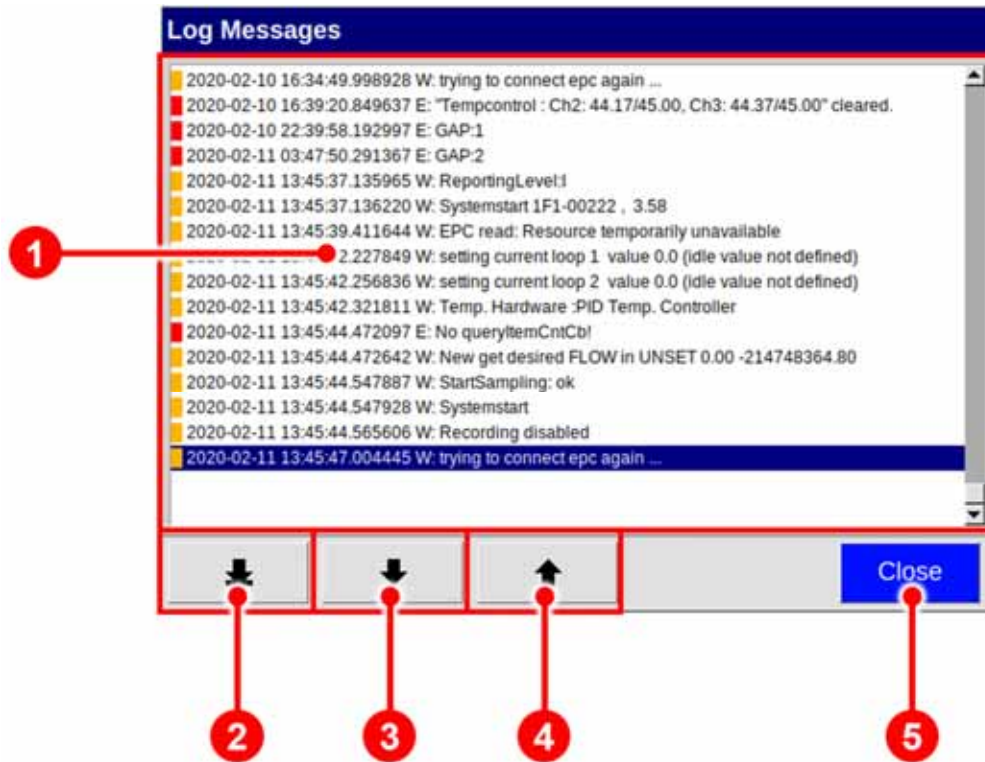 Log Messages
2020-02-10 16:34:49.998928 W: trying to connect epc again ...
2020-02-10 16:39:20.849637 E: "Tempcontrol : Ch2: 44.17/45.00, Ch3: 44.37/45.00" cleared.
2020-02-10 22:39:58.192997 E: GAP:1
2020-02-11 03:47:50.291367 E: GAP:2
2020-02-11 13:45:37.135965 W: ReportingLevel:I
2020-02-11 13:45:37.136220 W: Systemstart 1F1-00222 , 3.58
2020-02-11 13:45:39.411644 W: EPC read: Resource temporarily unavailable
1
2.227849 W: setting current loop 1 value 0.0 (idle value not defined)
2020-02-11 13:45:42.256836 W: setting current loop 2 value 0.0 (idle value not defined)
2020-02-11 13:45:42.321811 W: Temp. Hardware :PID Temp. Controller
2020-02-11 13:45:44.472097 E: No queryItemCntCb!
2020-02-11 13:45:44.472642 W: New get desired FLOW in UNSET 0.00 -214748364.80
2020-02-11 13:45:44.547887 W: StartSampling: ok
2020-02-11 13:45:44.547928 W: Systemstart
2020-02-11 13:45:44.565606 W: Recording disabled
2020-02-11 13:45:47.004445 W: trying to connect epc again ...
Close
2 3 4 5